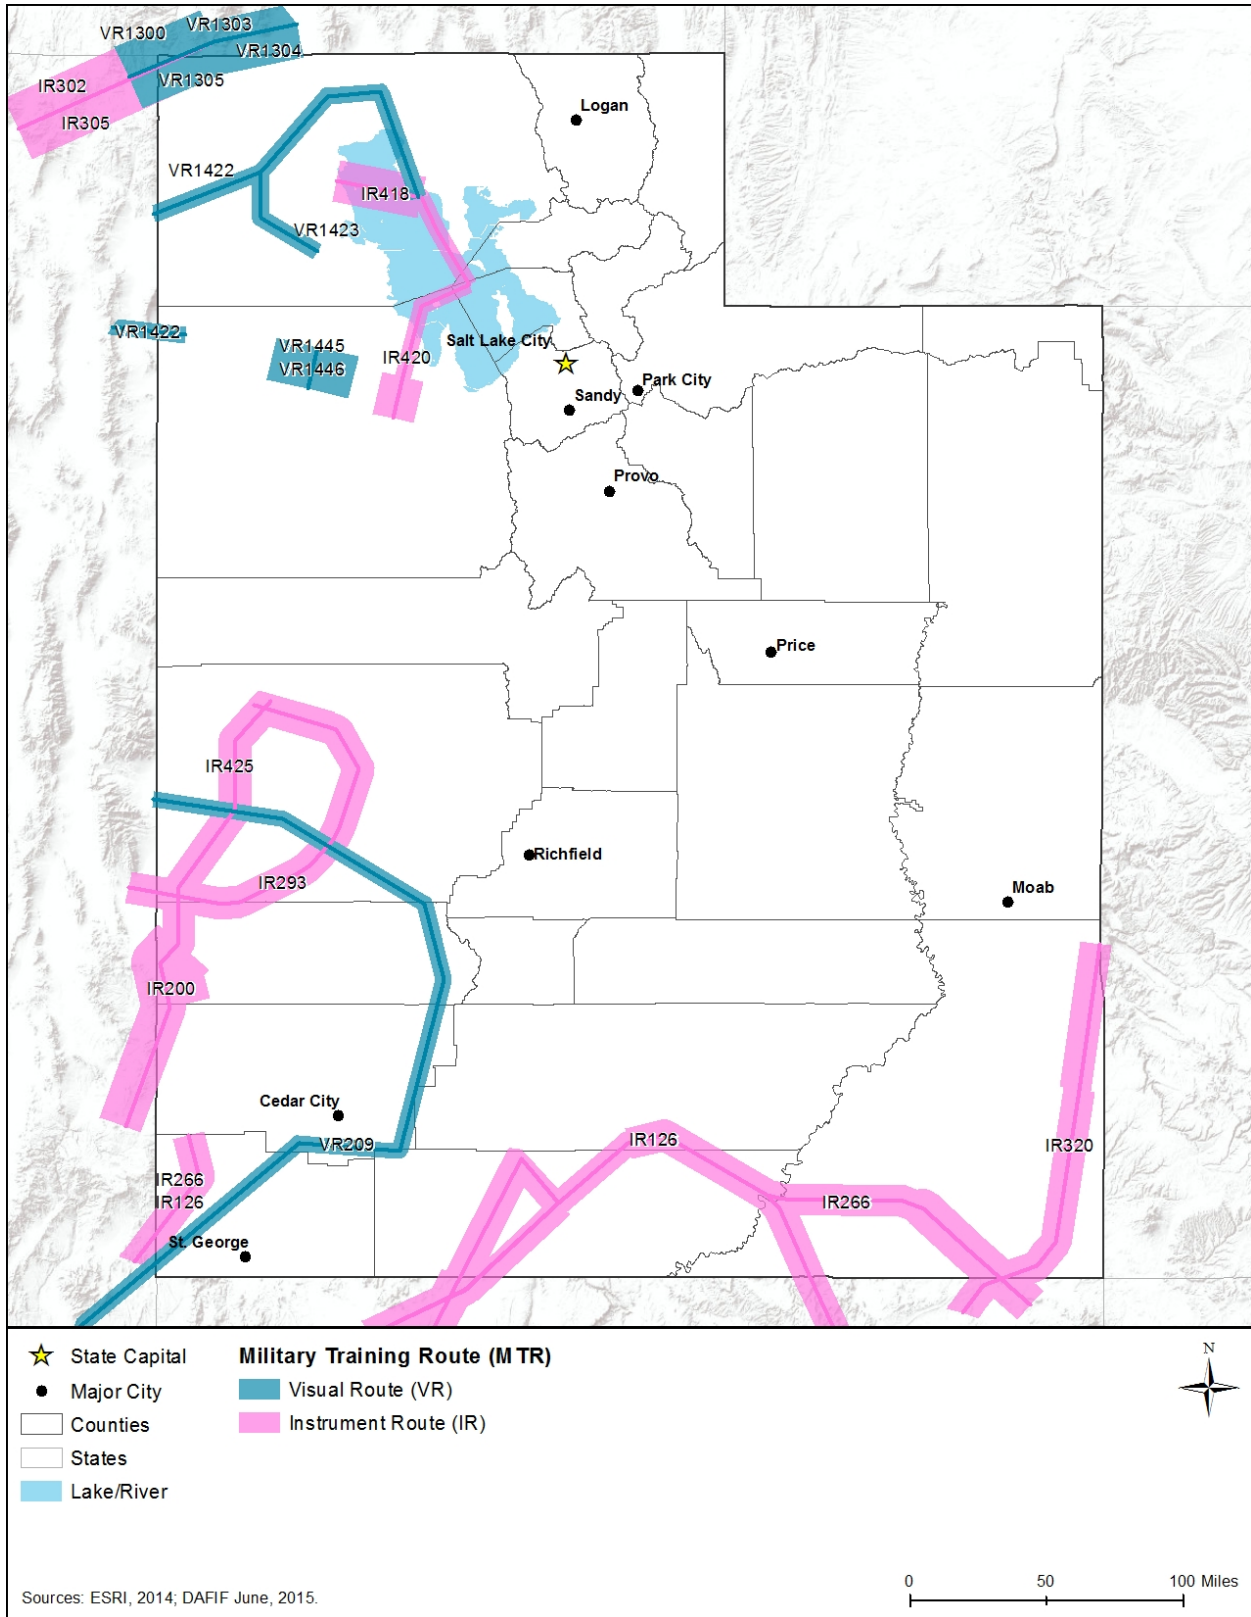 VR1300
VR1303
VR1304
IR302
VR1305
IR305
Logan
VR1422
IR418
VR1423
VR1422
VR1445
VR1446
Salt Lake City
IR420
Park City
Sandy
Provo
Price
IR425
Richfield
IR293
Moab
IR200
Cedar City
VR209
IR126
IR320
IR266
IR126
IR266
St. George
State Capital
Major City
Counties
States
Lake/River
Military Training Route (MTR)
Visual Route (VR)
Instrument Route (IR)
N
0 50 100 Miles
Sources: ESRI, 2014; DAFIF June, 2015.